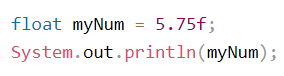 float myNum = 5.75f;
System.out.println(myNum);